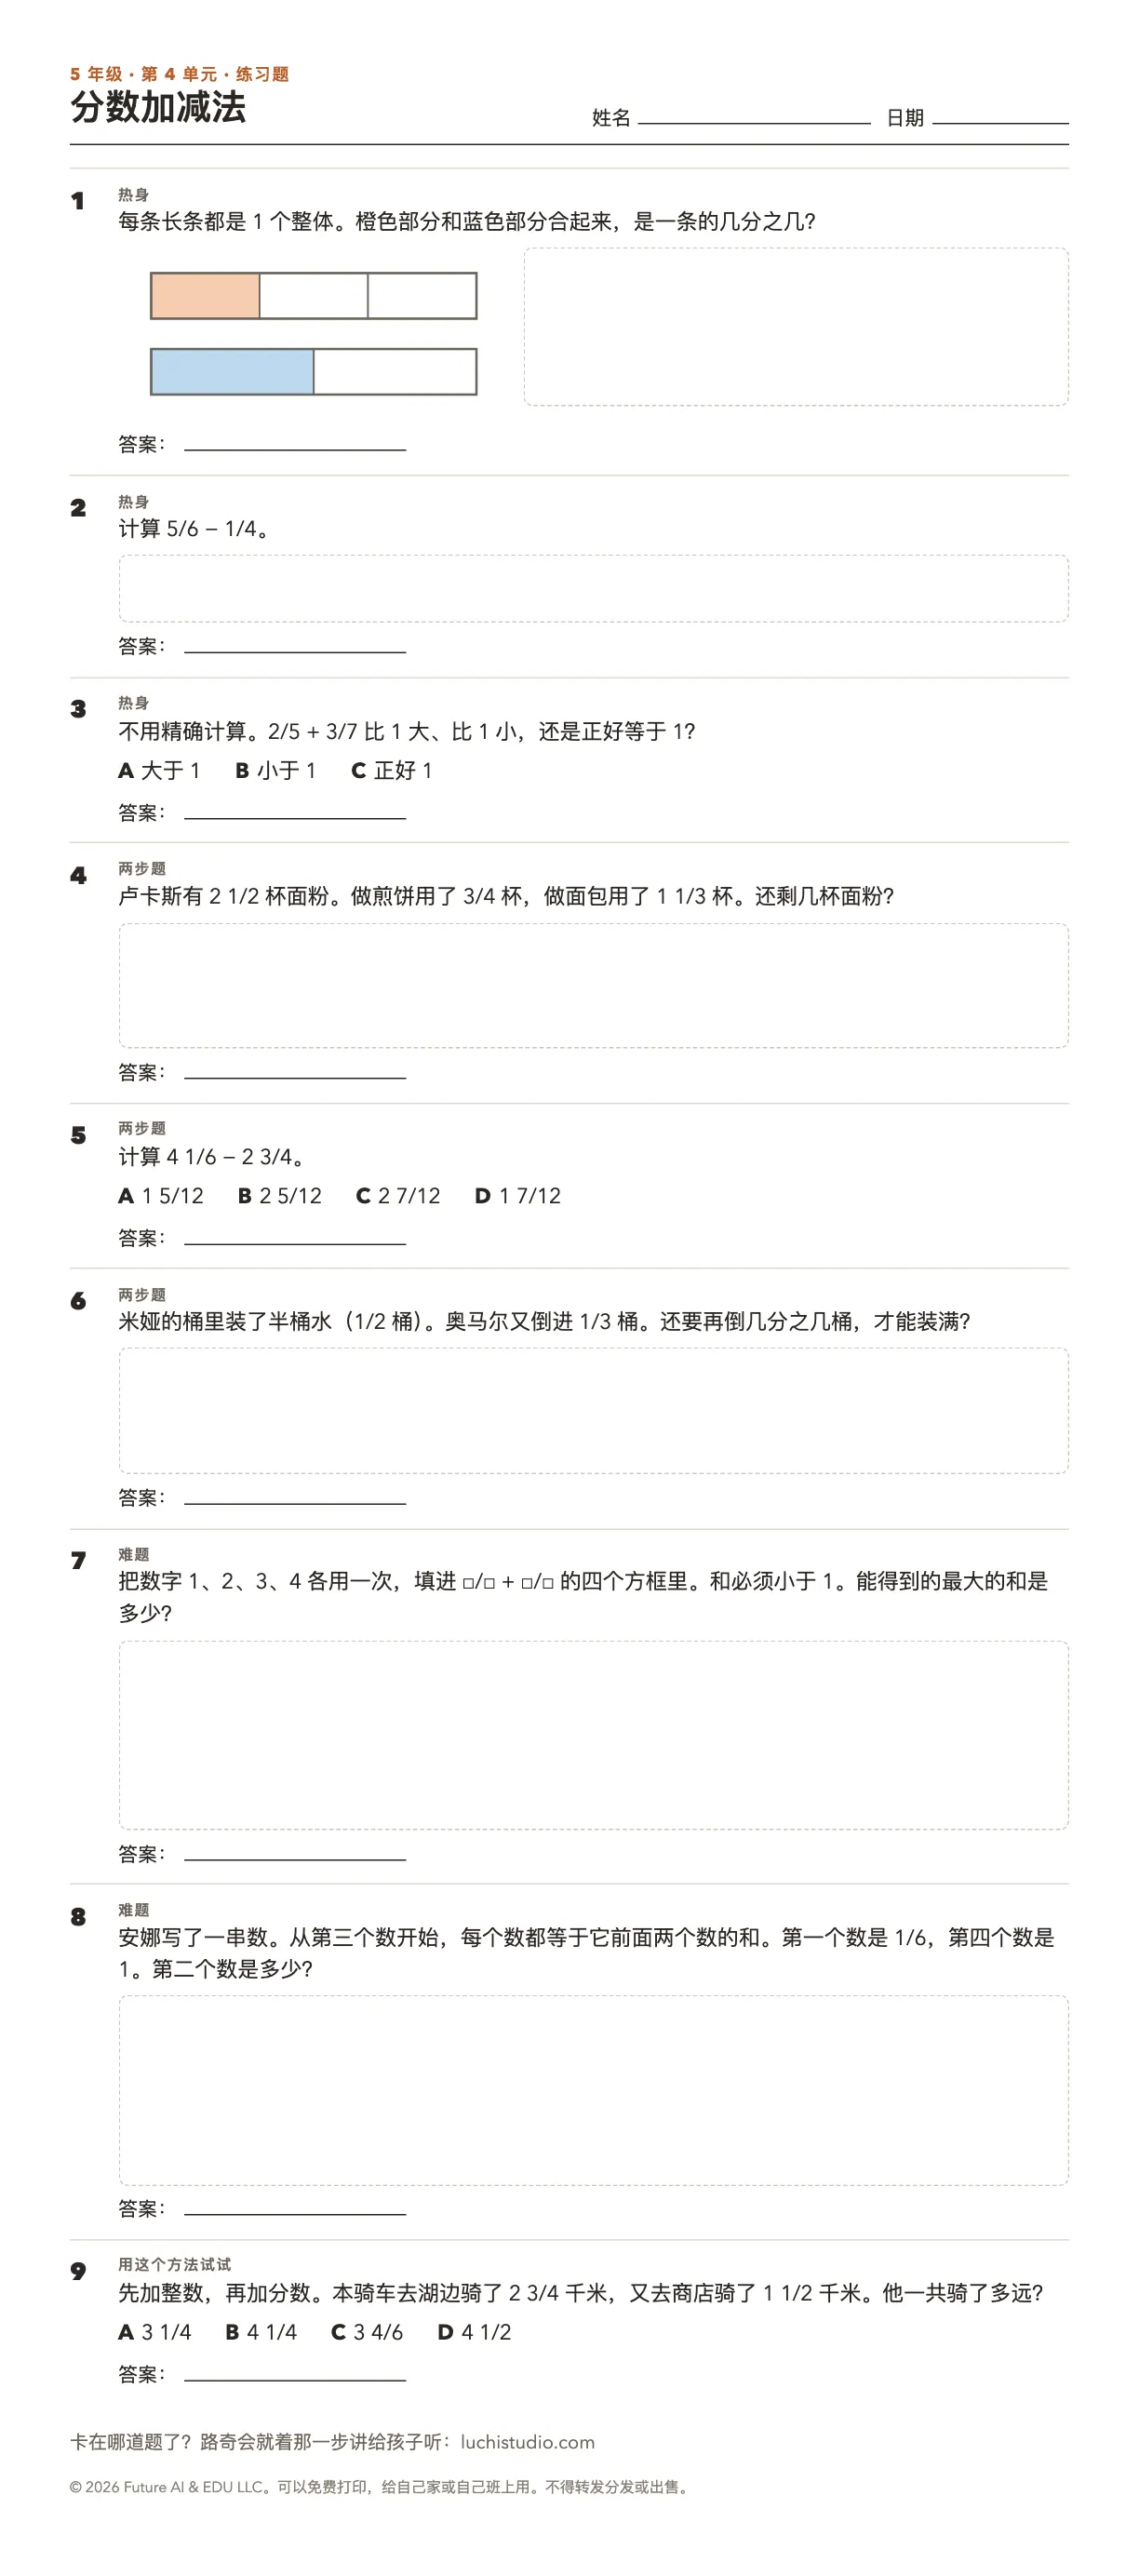 5 年级 · 第 4 单元 · 练习题
分数加减法
姓名
日期
1
热身
每条长条都是 1 个整体。橙色部分和蓝色部分合起来，是一条的几分之几？
答案：
2
热身
计算 5/6 − 1/4。
答案：
3
热身
不用精确计算。2/5 + 3/7 比 1 大、比 1 小，还是正好等于 1？
A 大于 1 B 小于 1 C 正好 1
答案：
4
两步题
卢卡斯有 2 1/2 杯面粉。做煎饼用了 3/4 杯，做面包用了 1 1/3 杯。还剩几杯面粉？
答案：
5
两步题
计算 4 1/6 − 2 3/4。
A 1 5/12 B 2 5/12 C 2 7/12 D 1 7/12
答案：
6
两步题
米娅的桶里装了半桶水（1/2 桶）。奥马尔又倒进 1/3 桶。还要再倒几分之几桶，才能装满？
答案：
7
难题
把数字 1、2、3、4 各用一次，填进 □/□ + □/□ 的四个方框里。和必须小于 1。能得到的最大的和是
多少？
答案：
8
难题
安娜写了一串数。从第三个数开始，每个数都等于它前面两个数的和。第一个数是 1/6，第四个数是
1。第二个数是多少？
答案：
9
用这个方法试试
先加整数，再加分数。本骑车去湖边骑了 2 3/4 千米，又去商店骑了 1 1/2 千米。他一共骑了多远？
A 3 1/4 B 4 1/4 C 3 4/6 D 4 1/2
答案：
卡在哪道题了？路奇会就着那一步讲给孩子听：luchistudio.com
© 2026 Future AI & EDU LLC。可以免费打印，给自己家或自己班上用。不得转发分发或出售。